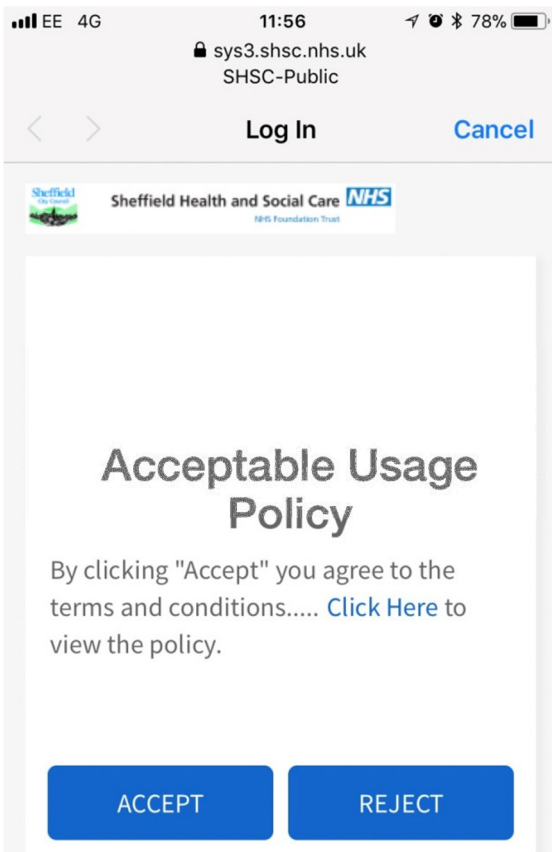 EE 4G 11:56 78%
sys3.shsc.nhs.uk
SHSC-Public
Log In Cancel
Sheffield
City Council
Sheffield Health and Social Care NHS
NHS Foundation Trust
Acceptable Usage
Policy
By clicking "Accept" you agree to the
terms and conditions..... Click Here to
view the policy.
ACCEPT REJECT